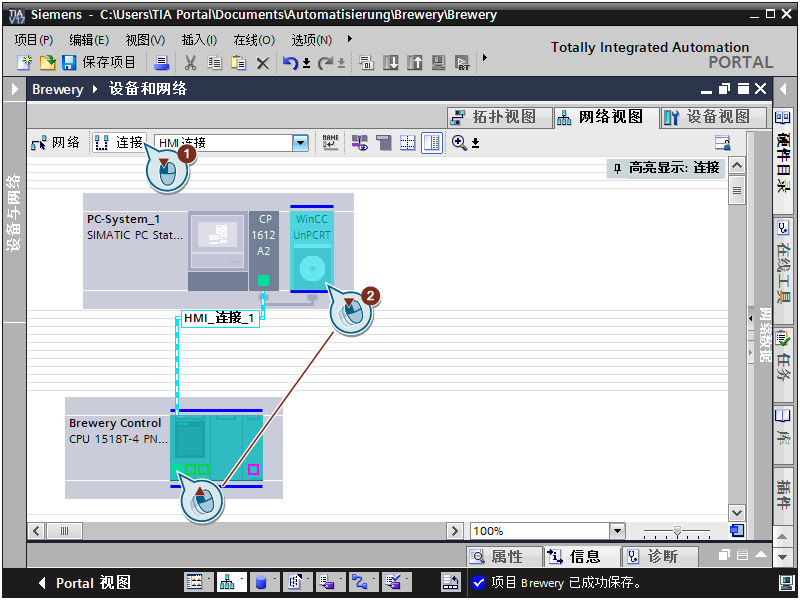 Siemens - C:\Users\TIA Portal\Documents\Automatisierung\Brewery\Brewery
项目(P) 编辑(E) 视图(V) 插入(I) 在线(O) 选项(N)
Totally Integrated Automation
PORTAL
保存项目
Brewery 设备和网络
拓扑视图 网络视图 设备视图
网络 连接 HMI_连接
1
高亮显示: 连接
设备与网络
PC-System_1
SIMATIC PC Stat...
CP
1612
A2
WinCC
UnPCRT
2
HMI_连接_1
Brewery Control
CPU 1518T-4 PN...
网络数据
硬件目录
在线工具
任务
库
插件
100%
属性 信息 诊断
Portal 视图
项目 Brewery 已成功保存。